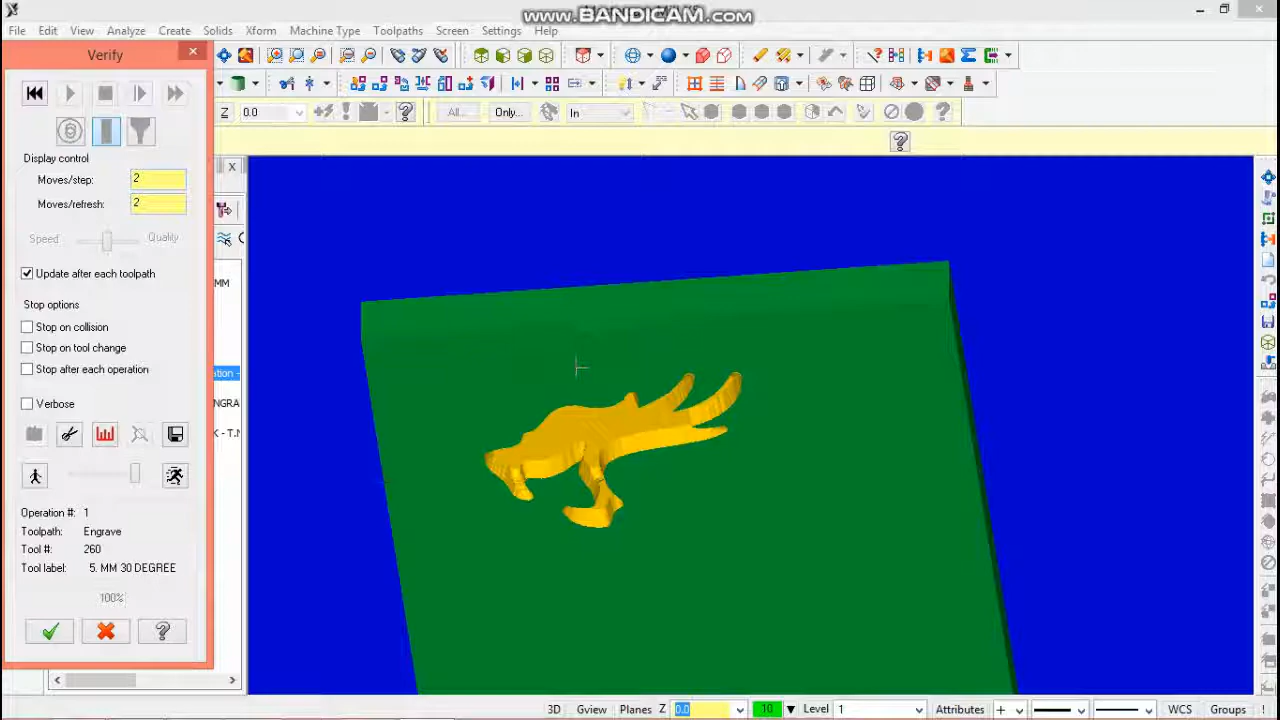 www.BANDICAM.com
File Edit View Analyze Create Solids Xform Machine Type Toolpaths Screen Settings Help
Verify
Z 0.0 All... Only... In
Display control
Moves/step: 2
Moves/refresh: 2
Speed Quality
Update after each toolpath
MM
Stop options
Stop on collision
Stop on tool change
Stop after each operation
ation -
Verbose
NGRA
K - T.N
Operation #: 1
Toolpath: Engrave
Tool #: 260
Tool label: 5. MM 30 DEGREE
100%
3D Gview Planes Z 0.0 10 Level 1 Attributes WCS Groups